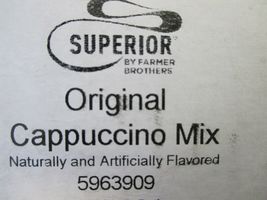 SUPERIOR
BY FARMER
BROTHERS
Original
Cappuccino Mix
Naturally and Artificially Flavored
5963909